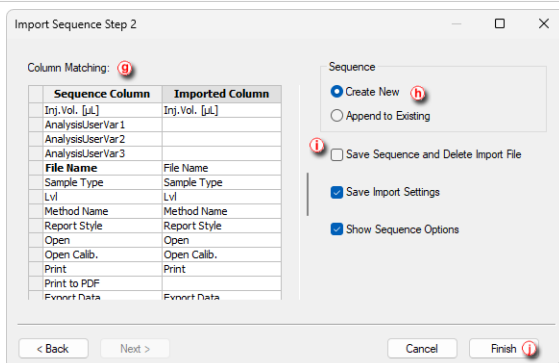 Import Sequence Step 2
Column Matching: g
Sequence Column Imported Column
Inj.Vol. [µL] Inj.Vol. [µL]
AnalysisUserVar1
AnalysisUserVar2
AnalysisUserVar3
File Name File Name
Sample Type Sample Type
Lvl Lvl
Method Name Method Name
Report Style Report Style
Open Open
Open Calib. Open Calib.
Print Print
Print to PDF
Export Data Export Data
Sequence
Create New h
Append to Existing
i
Save Sequence and Delete Import File
Save Import Settings
Show Sequence Options
< Back Next > Cancel Finish j